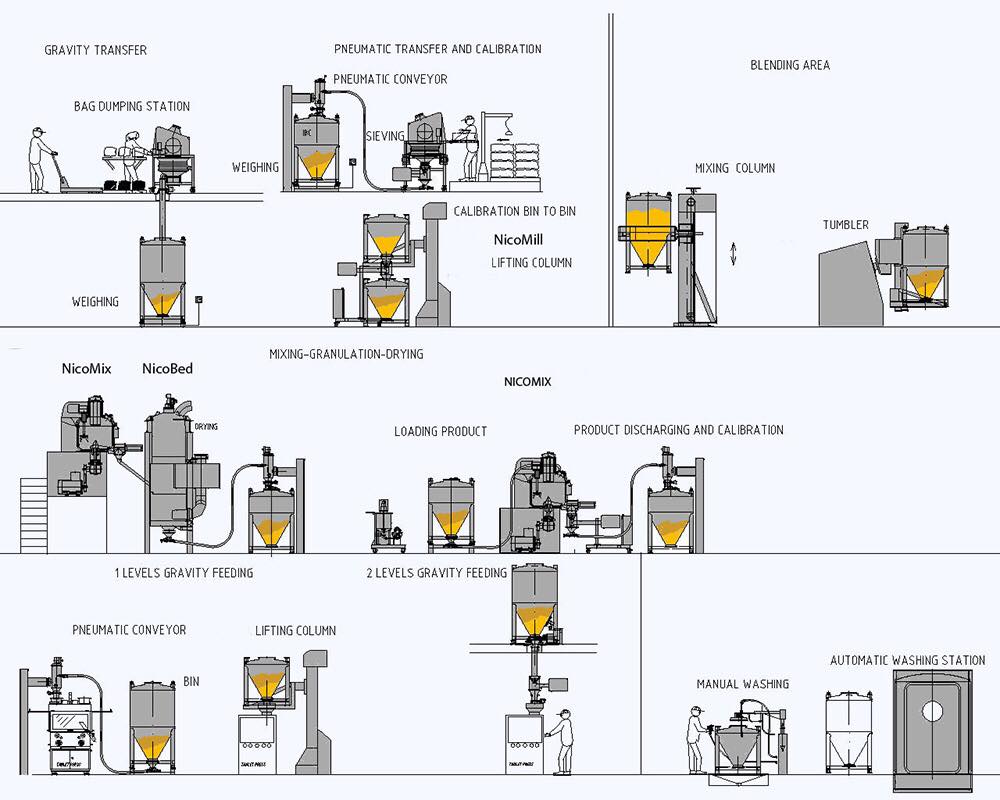 GRAVITY TRANSFER
PNEUMATIC TRANSFER AND CALIBRATION
BLENDING AREA
PNEUMATIC CONVEYOR
BAG DUMPING STATION
SIEVING
WEIGHING
MIXING COLUMN
CALIBRATION BIN TO BIN
NicoMill
LIFTING COLUMN
TUMBLER
WEIGHING
MIXING-GRANULATION-DRYING
NicoMix
NicoBed
NICOMIX
DRYING
LOADING PRODUCT
PRODUCT DISCHARGING AND CALIBRATION
1 LEVELS GRAVITY FEEDING
2 LEVELS GRAVITY FEEDING
PNEUMATIC CONVEYOR
LIFTING COLUMN
BIN
AUTOMATIC WASHING STATION
MANUAL WASHING
TABLET-PRESS
TABLET-PRESS
TABLET-PRESS